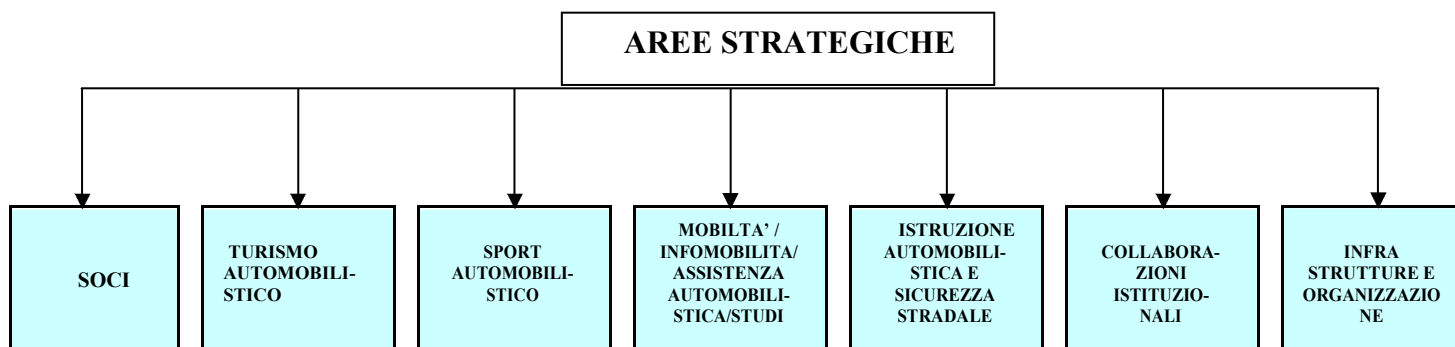 AREE STRATEGICHE
SOCI
TURISMO
AUTOMOBILI-
STICO
SPORT
AUTOMOBILI-
STICO
MOBILTA’ /
INFOMOBILITA/
ASSISTENZA
AUTOMOBILI-
STICA/STUDI
ISTRUZIONE
AUTOMOBILI-
STICA E
SICUREZZA
STRADALE
COLLABORA-
ZIONI
ISTITUZIO-
NALI
INFRA
STRUTTURE E
ORGANIZZAZIO
NE